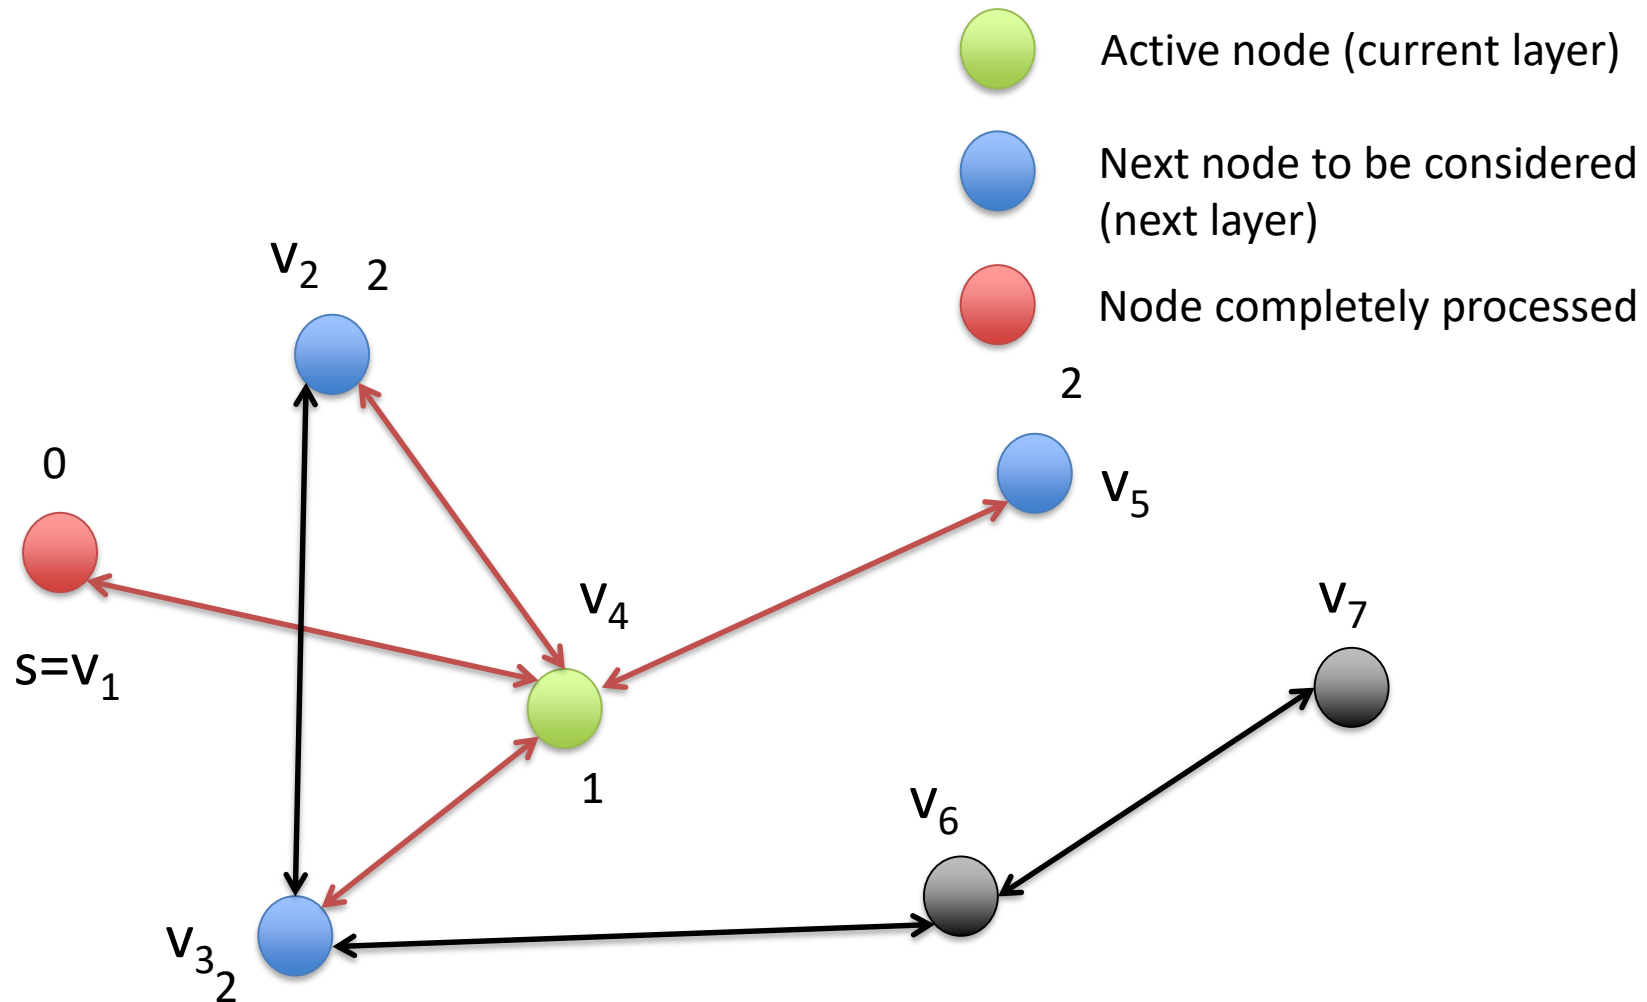 Active node (current layer)
Next node to be considered
(next layer)
Node completely processed
v2
2
2
0
v5
v4
v7
s=v1
1
v6
v3
2